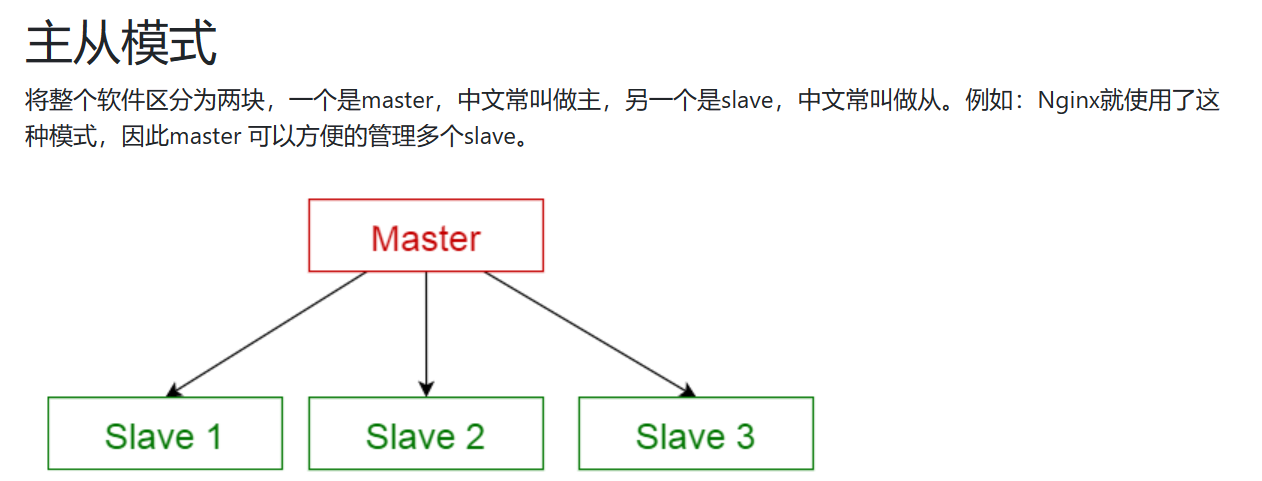 主从模式
将整个软件区分为两块，一个是master，中文常叫做主，另一个是slave，中文常叫做从。例如：Nginx就使用了这
种模式，因此master 可以方便的管理多个slave。
Master
Slave 1
Slave 2
Slave 3